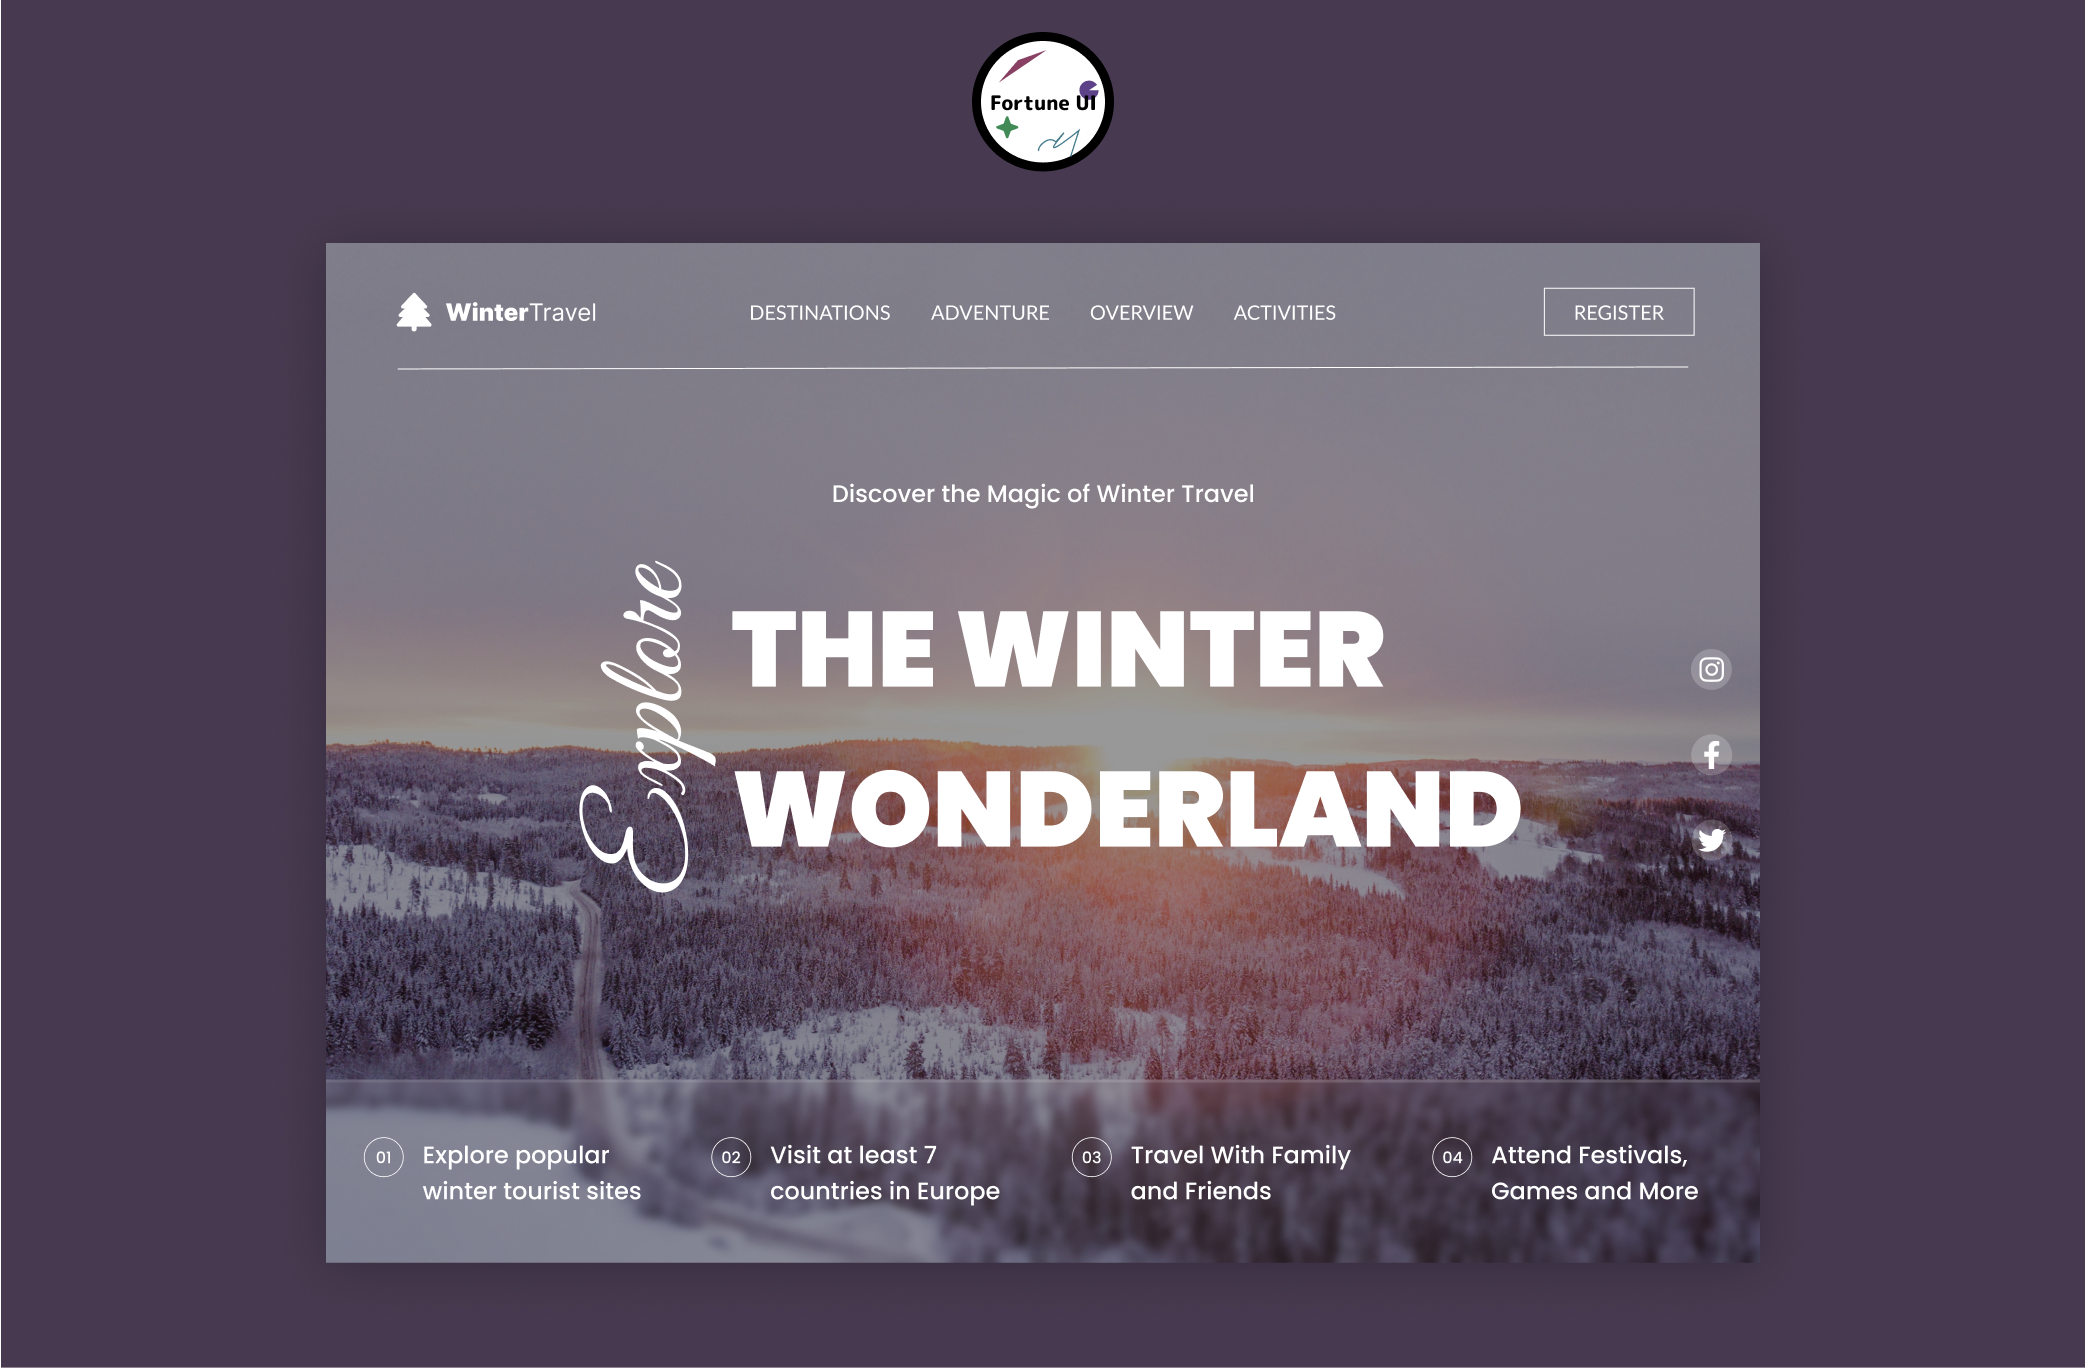 Fortune UI
WinterTravel
DESTINATIONS
ADVENTURE
OVERVIEW
ACTIVITIES
REGISTER
Discover the Magic of Winter Travel
Explore
THE WINTER
WONDERLAND
01
Explore popular
winter tourist sites
02
Visit at least 7
countries in Europe
03
Travel With Family
and Friends
04
Attend Festivals,
Games and More